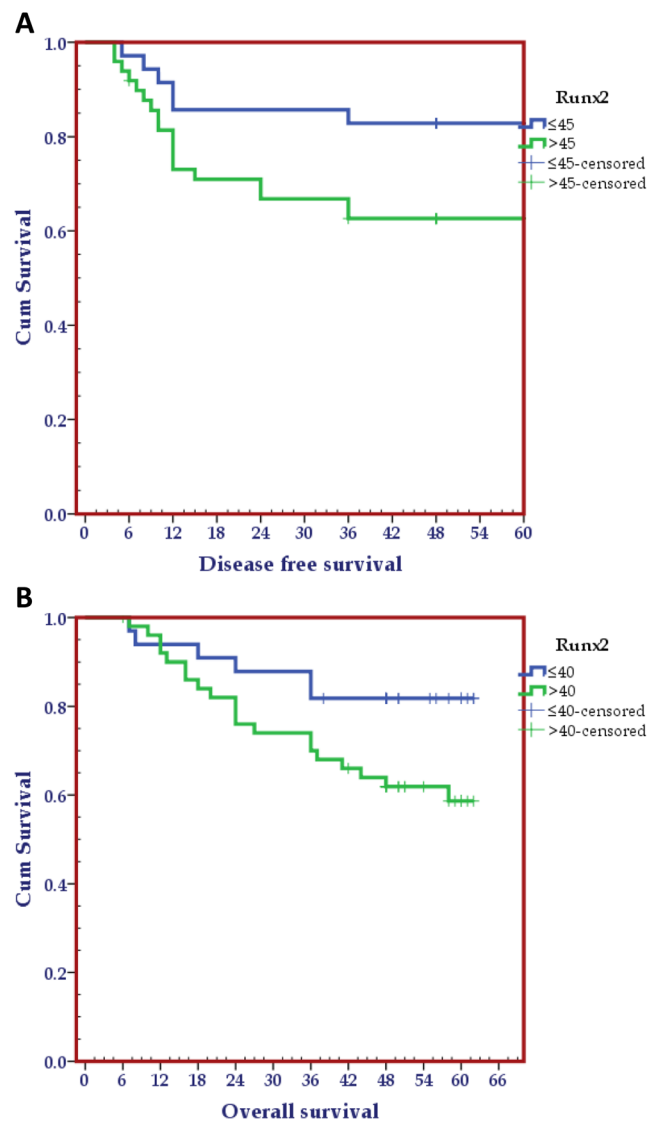 A
1.0
0.8
0.6
0.4
0.2
0.0
Cum Survival
0 6 12 18 24 30 36 42 48 54 60
Disease free survival
Runx2
≤45
>45
≤45-censored
>45-censored
B
1.0
0.8
0.6
0.4
0.2
0.0
Cum Survival
0 6 12 18 24 30 36 42 48 54 60 66
Overall survival
Runx2
≤40
>40
≤40-censored
>40-censored